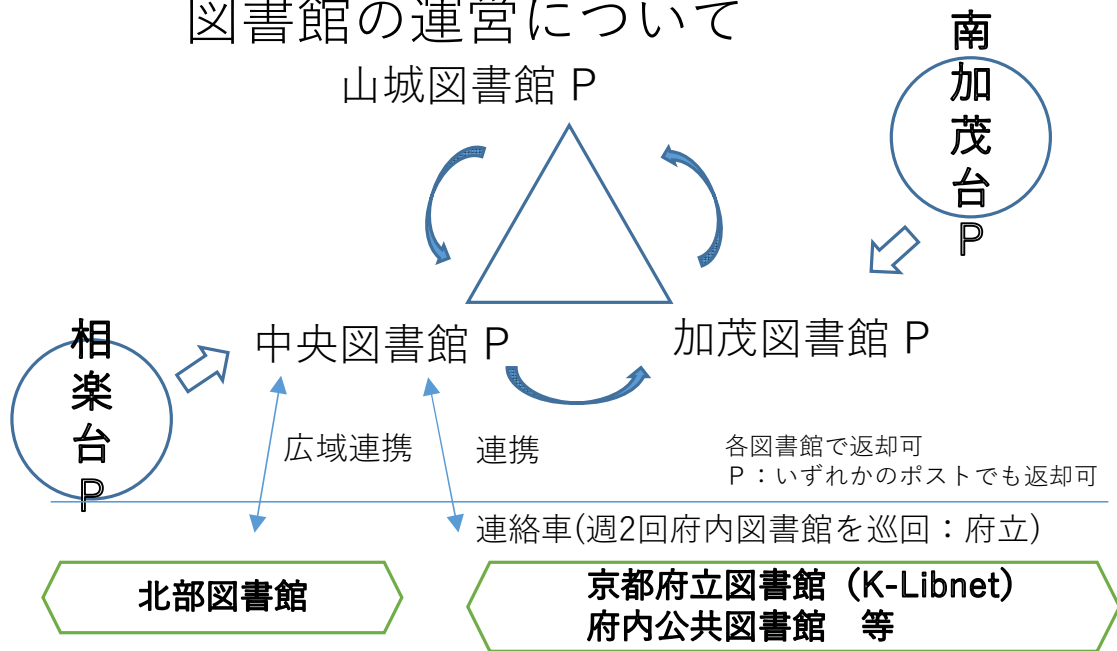 図書館の運営について
山城図書館 P
南加茂台P
中央図書館 P
加茂図書館 P
相楽台P
広域連携
連携
各図書館で返却可
P：いずれかのポストでも返却可
連絡車(週2回府内図書館を巡回：府立)
北部図書館
京都府立図書館（K-Libnet）
府内公共図書館　等